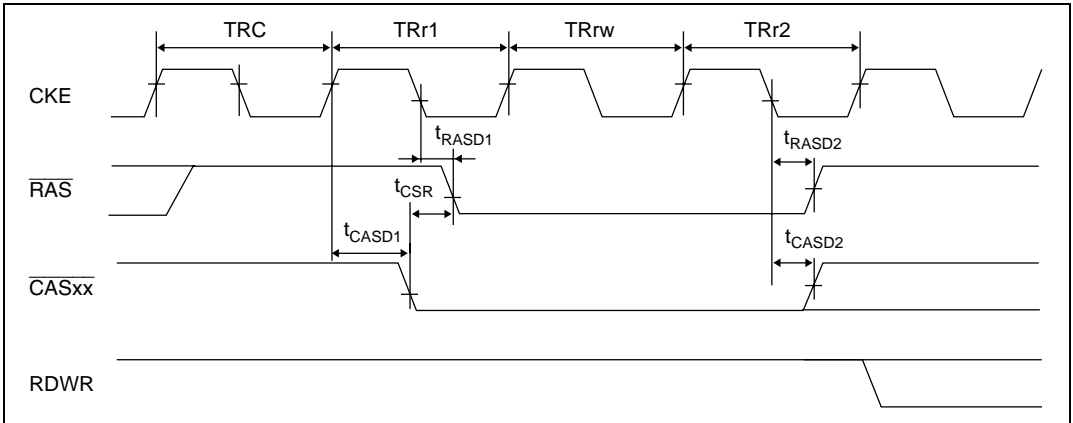 TRC TRr1 TRrw TRr2
CKE
tRASD1 tRASD2
RAS
tCSR
tCASD1 tCASD2
CASxx
RDWR